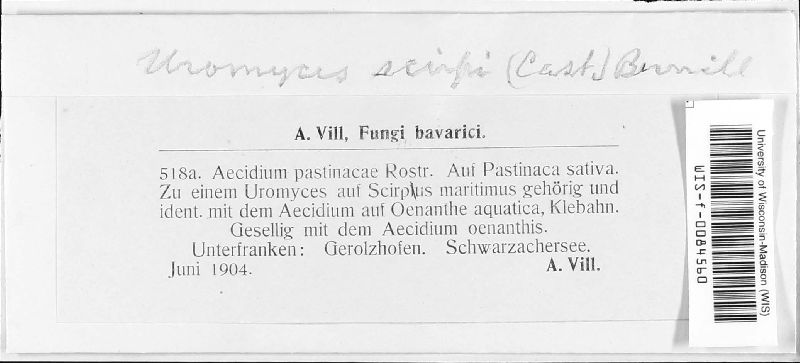 Uromyces scirpi (Cast.) Burrill
A. Vill, Fungi bavarici.
518a. Aecidium pastinacae Rostr. Auf Pastinaca sativa.
Zu einem Uromyces auf Scirplus maritimus gehörig und
ident. mit dem Aecidium auf Oenanthe aquatica, Klebahn.
Gesellig mit dem Aecidium oenanthis.
Unterfranken: Gerolzhofen. Schwarzachersee.
Juni 1904. A. Vill.
University of Wisconsin-Madison (WIS)
WIS-f-0084560